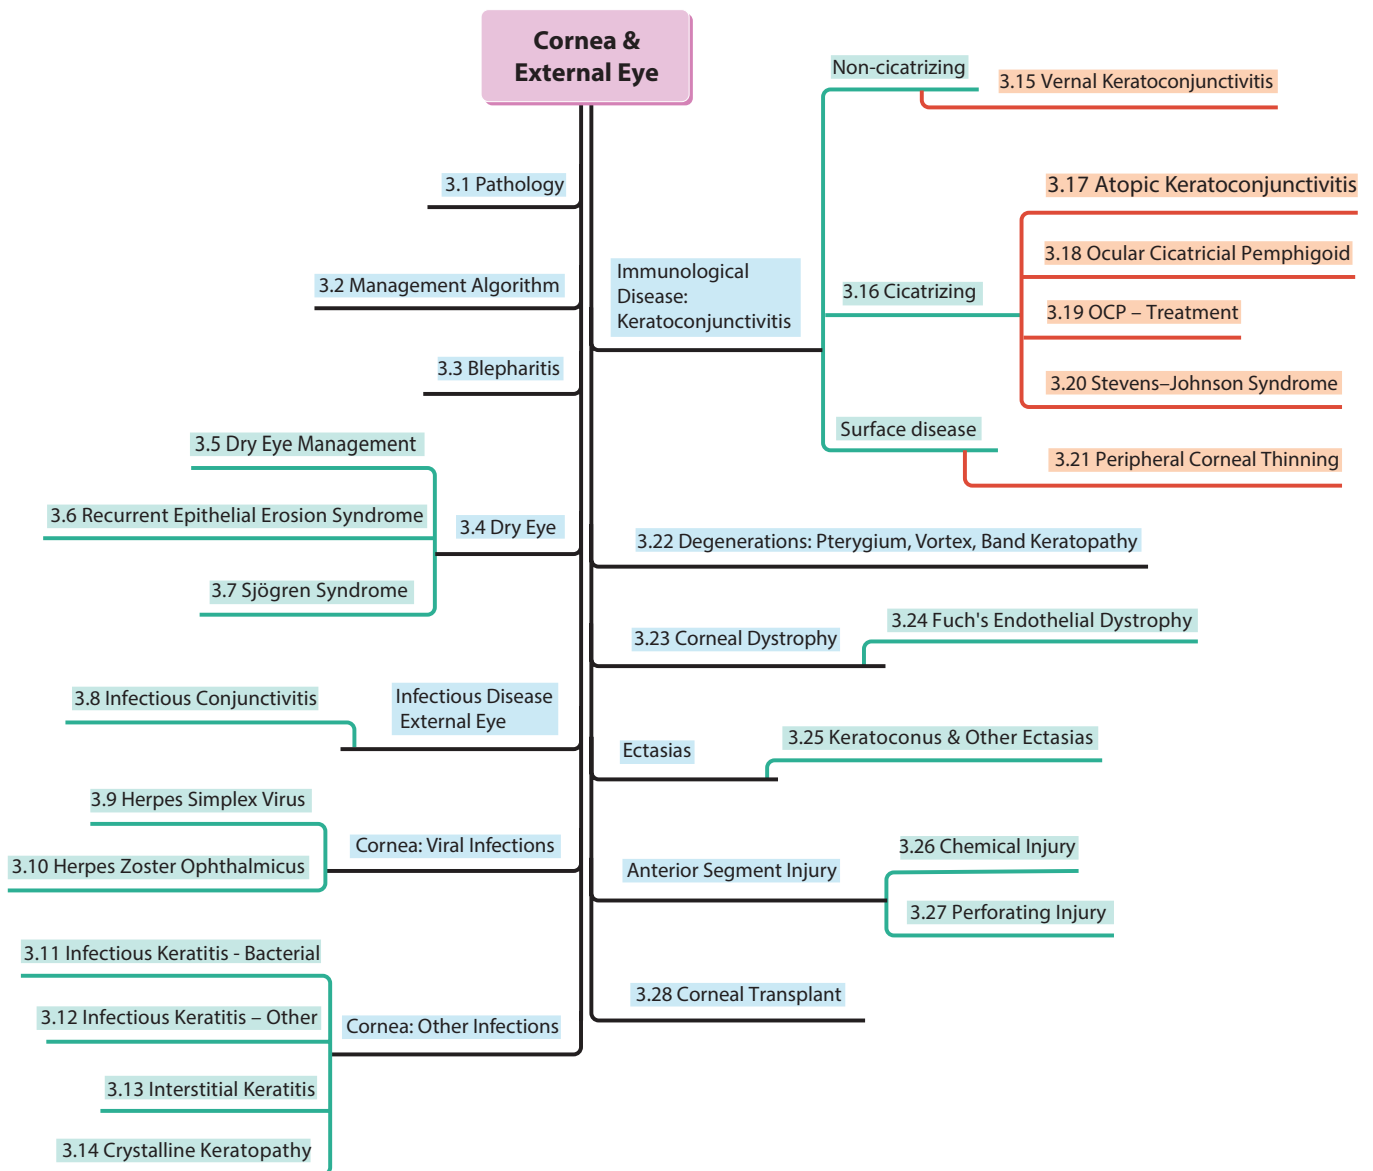 Cornea &
External Eye
3.1 Pathology
3.2 Management Algorithm
3.3 Blepharitis
3.4 Dry Eye
3.5 Dry Eye Management
3.6 Recurrent Epithelial Erosion Syndrome
3.7 Sjögren Syndrome
Infectious Disease
External Eye
3.8 Infectious Conjunctivitis
Cornea: Viral Infections
3.9 Herpes Simplex Virus
3.10 Herpes Zoster Ophthalmicus
Cornea: Other Infections
3.11 Infectious Keratitis - Bacterial
3.12 Infectious Keratitis – Other
3.13 Interstitial Keratitis
3.14 Crystalline Keratopathy
Immunological
Disease:
Keratoconjunctivitis
Non-cicatrizing
3.15 Vernal Keratoconjunctivitis
3.16 Cicatrizing
3.17 Atopic Keratoconjunctivitis
3.18 Ocular Cicatricial Pemphigoid
3.19 OCP – Treatment
3.20 Stevens–Johnson Syndrome
Surface disease
3.21 Peripheral Corneal Thinning
3.22 Degenerations: Pterygium, Vortex, Band Keratopathy
3.23 Corneal Dystrophy
3.24 Fuch's Endothelial Dystrophy
Ectasias
3.25 Keratoconus & Other Ectasias
Anterior Segment Injury
3.26 Chemical Injury
3.27 Perforating Injury
3.28 Corneal Transplant